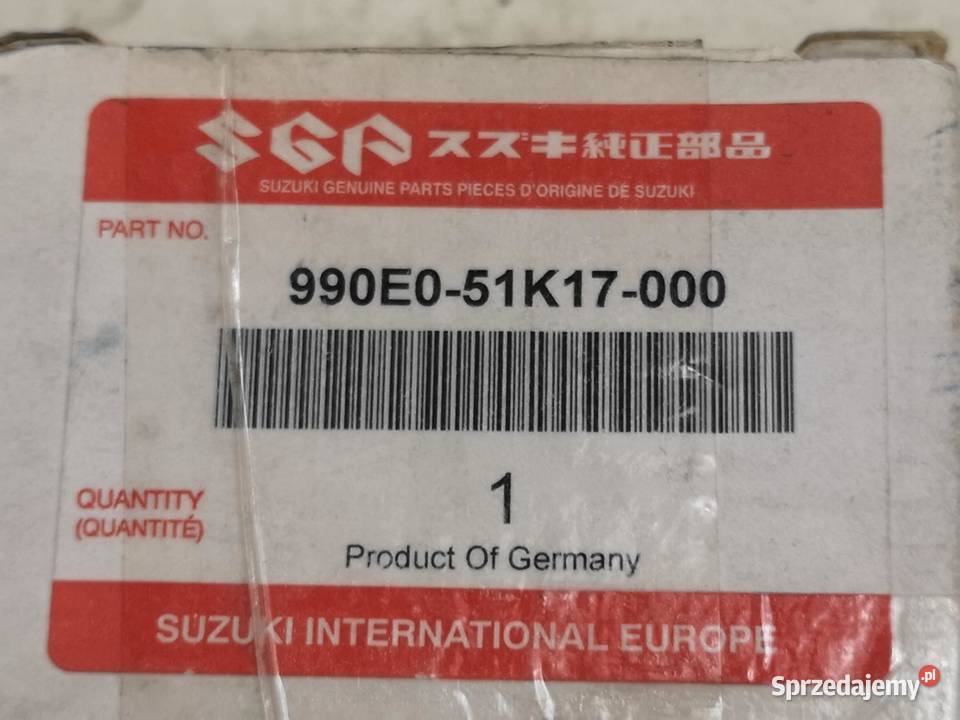 SGP スズキ純正部品
SUZUKI GENUINE PARTS PIECES D'ORIGINE DE SUZUKI
PART NO.
990E0-51K17-000
QUANTITY
(QUANTITÉ)
1
Product Of Germany
SUZUKI INTERNATIONAL EUROPE
Sprzedajemy.pl